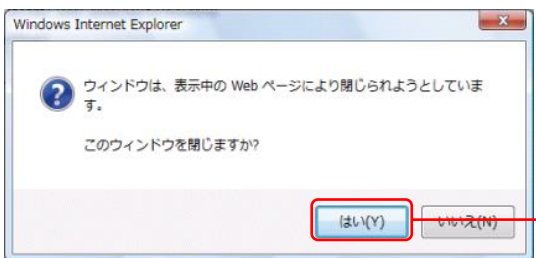 Windows Internet Explorer
ウィンドウは、表示中の Web ページにより閉じられようとしていま
す。
このウィンドウを閉じますか?
はい(Y) いいえ(N)